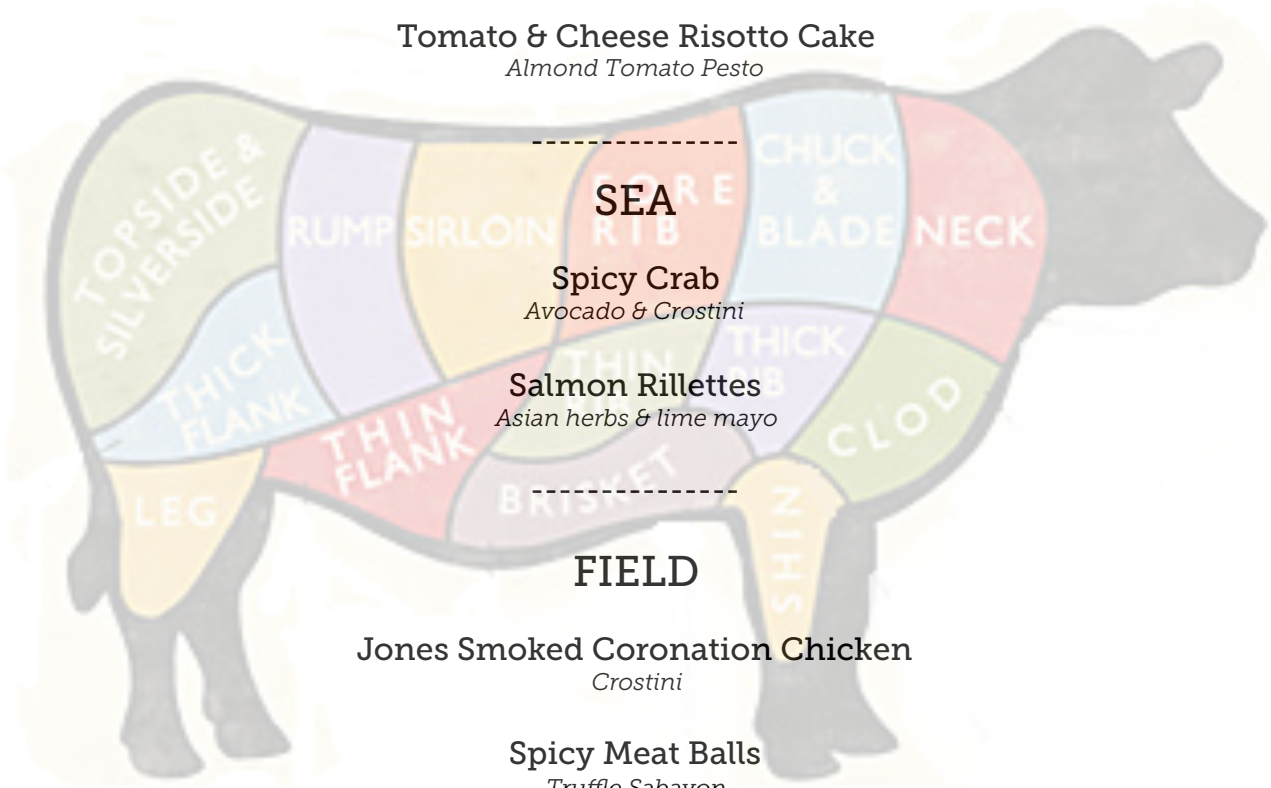 Tomato & Cheese Risotto Cake
Almond Tomato Pesto
--------------
SEA
Spicy Crab
Avocado & Crostini
Salmon Rillettes
Asian herbs & lime mayo
--------------
FIELD
Jones Smoked Coronation Chicken
Crostini
Spicy Meat Balls
Truffle Sabayon
TOPSIDE &
SILVERSIDE
RUMP
SIRLOIN
FORE
RIB
CHUCK
&
BLADE
NECK
THICK
FLANK
THIN
FLANK
THIN
RIB
THICK
RIB
CLOD
LEG
BRISKET
SHIN